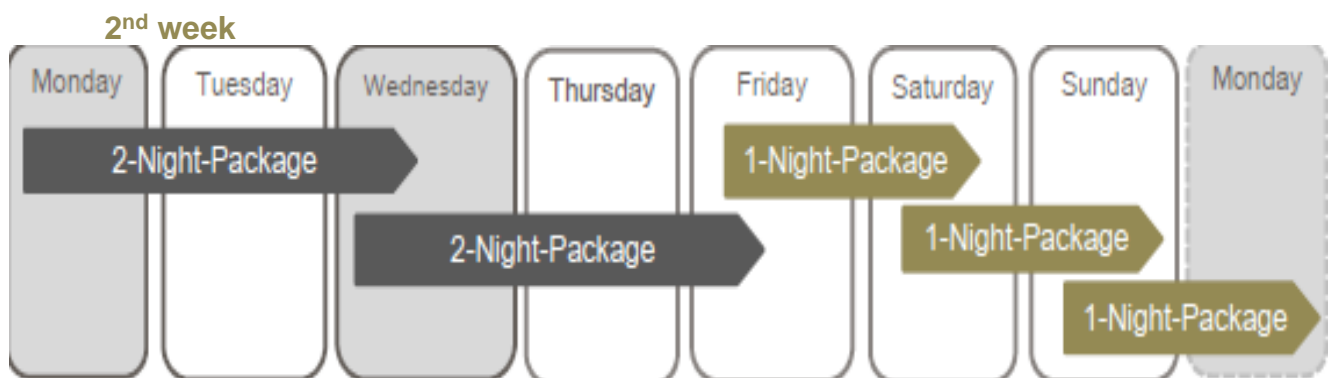 2nd week
Monday Tuesday Wednesday Thursday Friday Saturday Sunday Monday
2-Night-Package 1-Night-Package
1-Night-Package
2-Night-Package
1-Night-Package